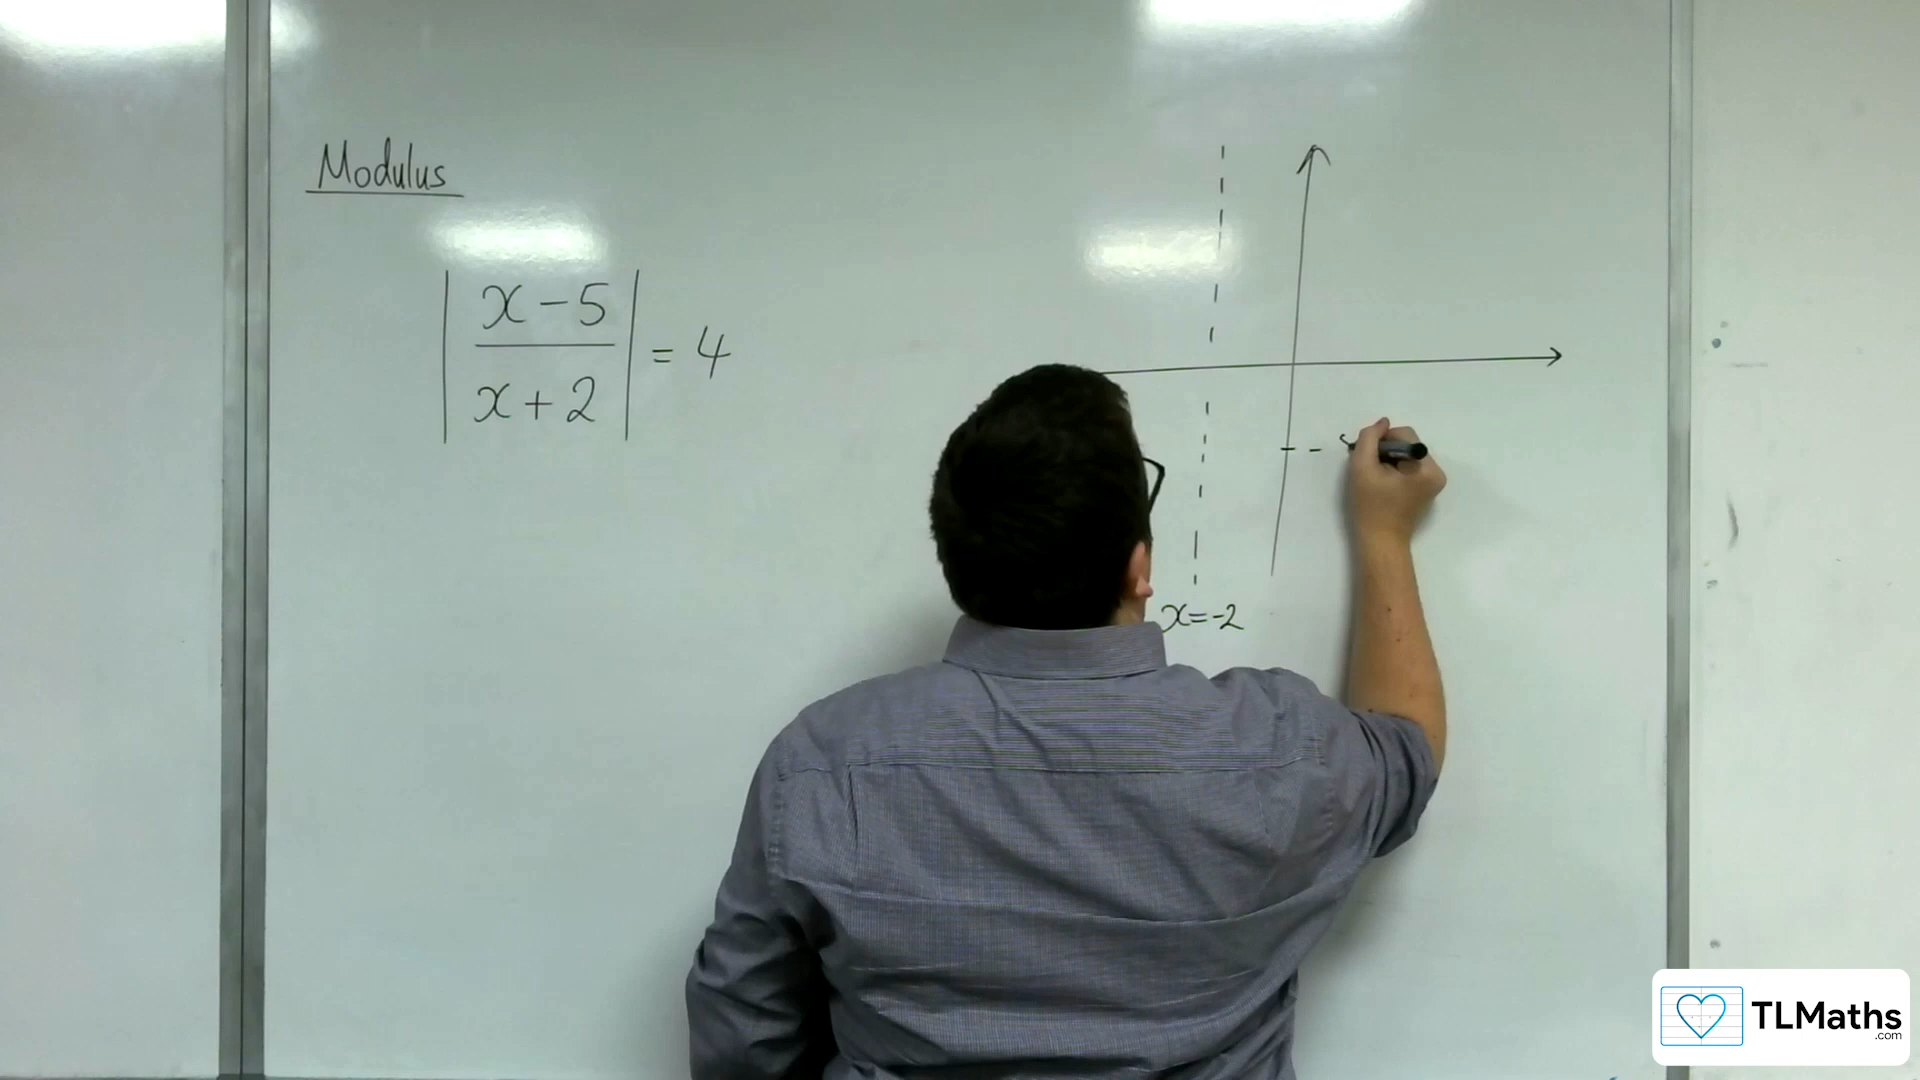 Modulus
|x-5/x+2| = 4
x=-2
TLMaths
.com